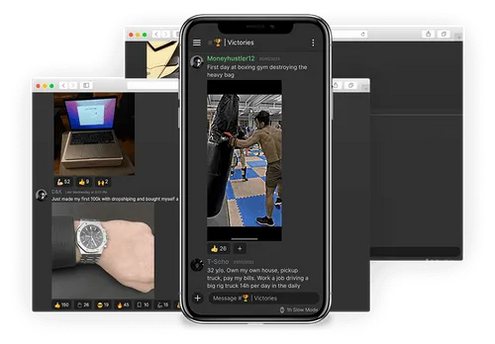 # 🏆 | Victories
Moneyhustler12
First day at boxing gym destroying the
heavy bag
👍 26 +
T-Scho
32 y/o. Own my own house, pickup
truck, pay my bills. Work a job driving a
big rig truck 14h per day in the daily
+ Message #🏆 | Victories
1h Slow Mode
💪 52 👍 9 🙌 2
Just made my first 100k with dropshiping and bought myself a
👍 100 26 😎 19 🔥 45 10 💪 15